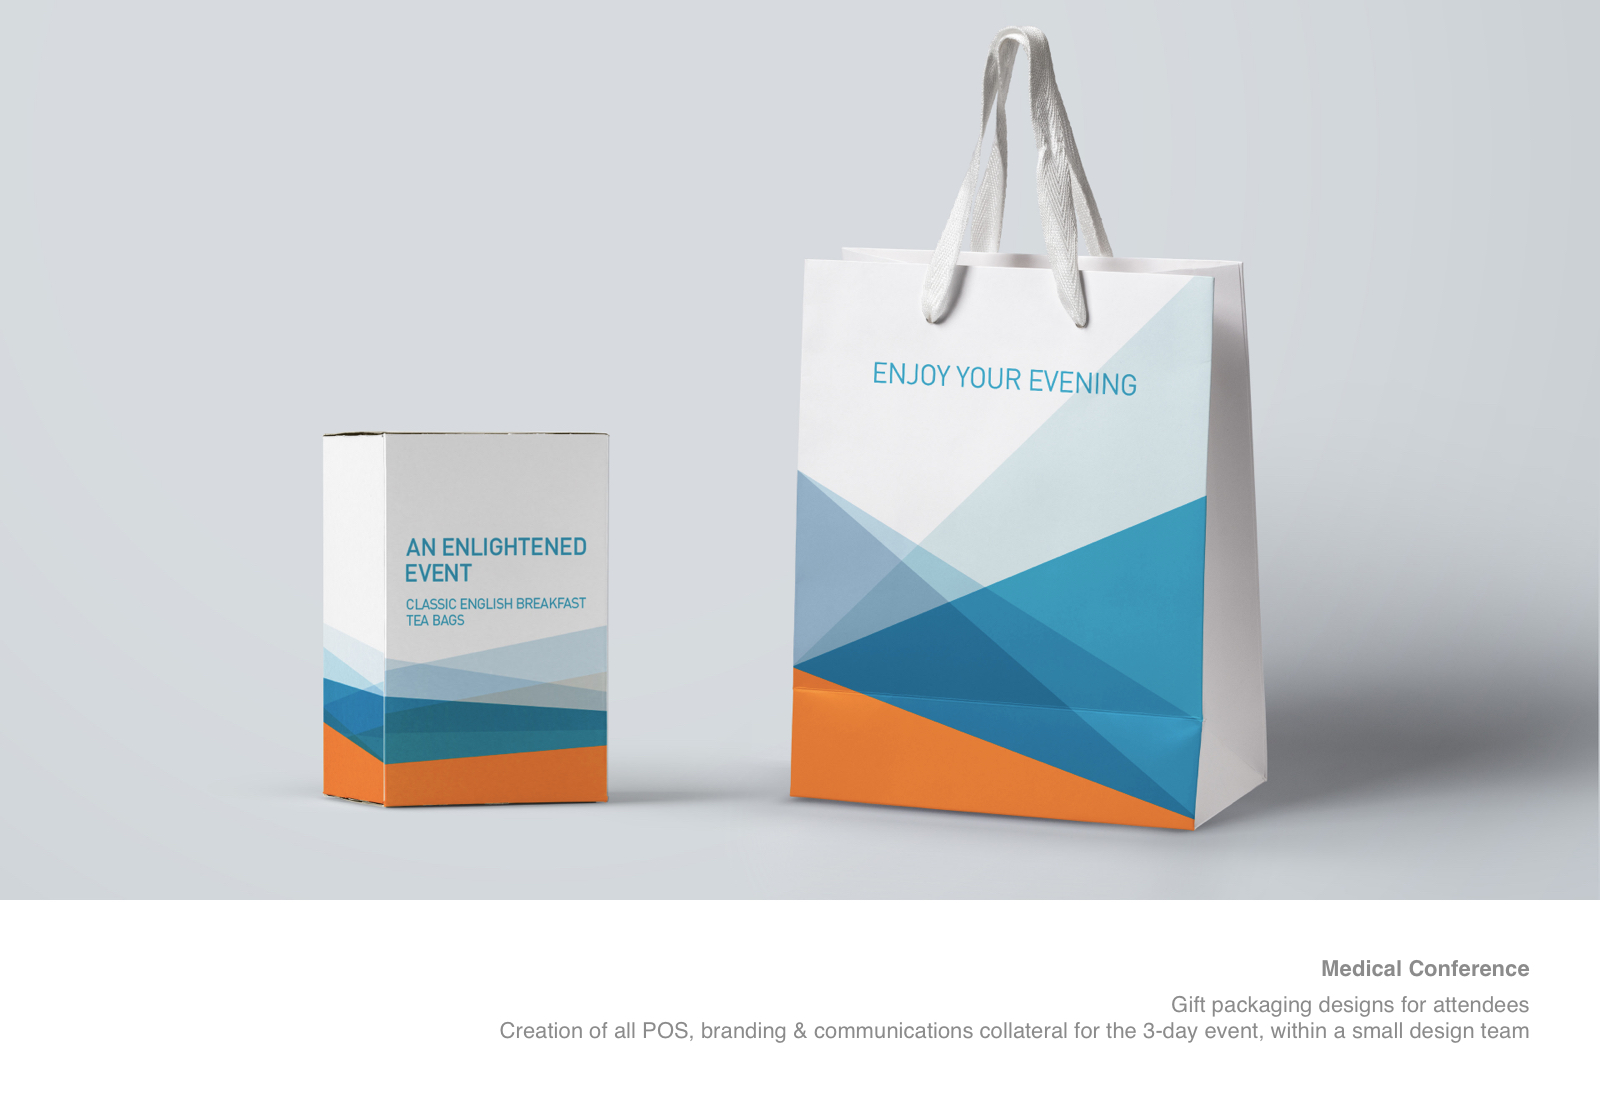 ENJOY YOUR EVENING
AN ENLIGHTENED
EVENT
CLASSIC ENGLISH BREAKFAST
TEA BAGS
Medical Conference
Gift packaging designs for attendees
Creation of all POS, branding & communications collateral for the 3-day event, within a small design team